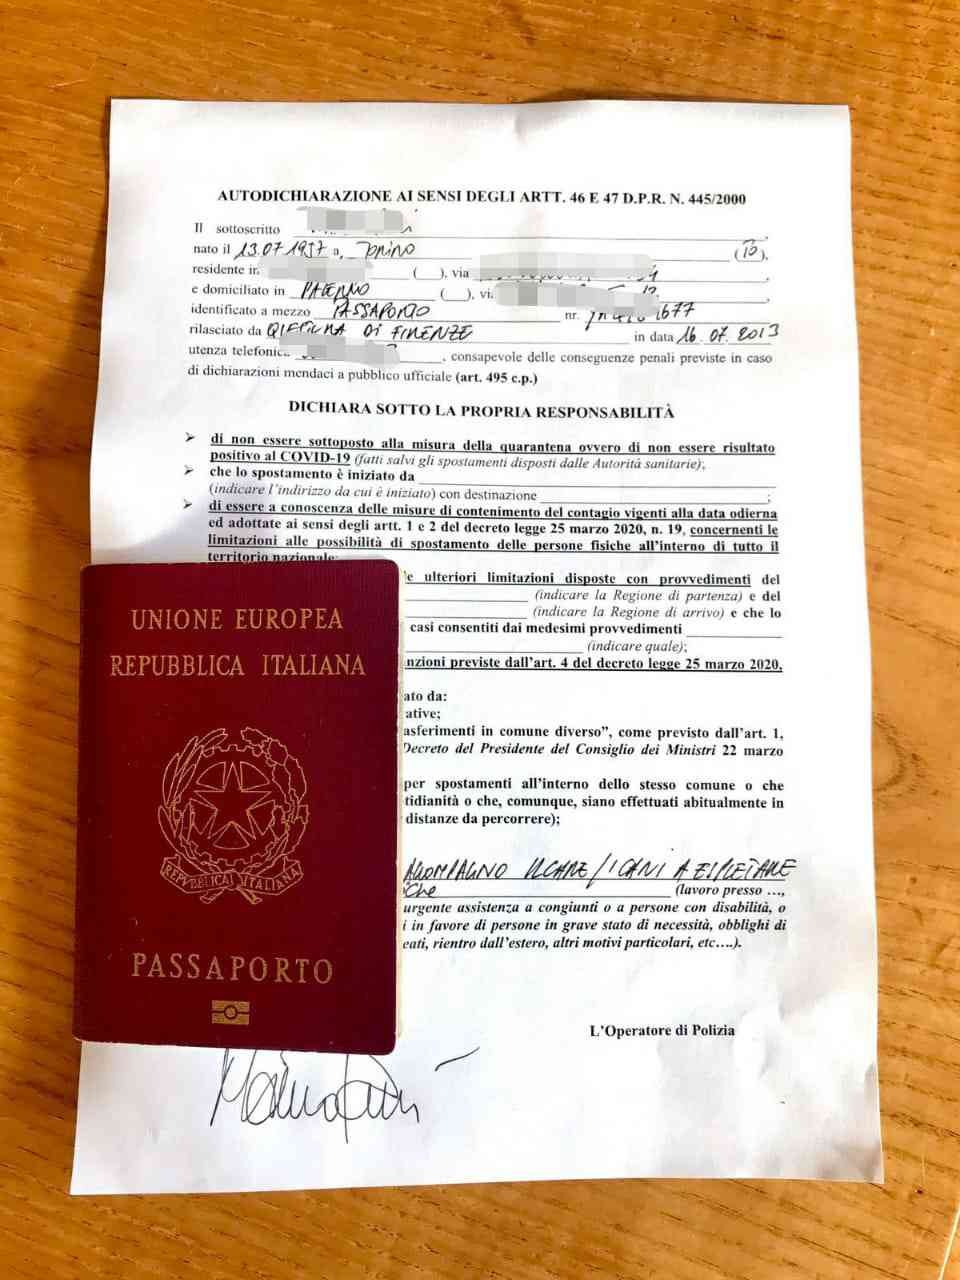 AUTODICHIARAZIONE AI SENSI DEGLI ARTT. 46 E 47 D.P.R. N. 445/2000
Il sottoscritto
nato il 13.07.1957 a Torino (TO),
residente in ( ), via
e domiciliato in PALERMO ( ), vi
identificato a mezzo PASSAPORTO nr. 1677
rilasciato da DI FIRENZE in data 16.07.2013
utenza telefonica , consapevole delle conseguenze penali previste in caso
di dichiarazioni mendaci a pubblico ufficiale (art. 495 c.p.)
DICHIARA SOTTO LA PROPRIA RESPONSABILITÀ
➢ di non essere sottoposto alla misura della quarantena ovvero di non essere risultato
positivo al COVID-19 (fatti salvi gli spostamenti disposti dalle Autorità sanitarie);
➢ che lo spostamento è iniziato da
(indicare l'indirizzo da cui è iniziato) con destinazione ;
➢ di essere a conoscenza delle misure di contenimento del contagio vigenti alla data odierna
ed adottate ai sensi degli artt. 1 e 2 del decreto legge 25 marzo 2020, n. 19, concernenti le
limitazioni alle possibilità di spostamento delle persone fisiche all'interno di tutto il
territorio nazionale;
le ulteriori limitazioni disposte con provvedimenti del
(indicare la Regione di partenza) e del
(indicare la Regione di arrivo) e che lo
casi consentiti dai medesimi provvedimenti
(indicare quale);
nzioni previste dall'art. 4 del decreto legge 25 marzo 2020,
ato da:
ative;
asferimenti in comune diverso", come previsto dall'art. 1,
Decreto del Presidente del Consiglio dei Ministri 22 marzo
per spostamenti all'interno dello stesso comune o che
tidianità o che, comunque, siano effettuati abitualmente in
distanze da percorrere);
ACCOMPAGNO IL CANE/I CANI A ESPLETARE
che
(lavoro presso …,
urgente assistenza a congiunti o a persone con disabilità, o
i in favore di persone in grave stato di necessità, obblighi di
eati, rientro dall'estero, altri motivi particolari, etc….).
L'Operatore di Polizia
UNIONE EUROPEA
REPUBBLICA ITALIANA
REPVBBLICA ITALIANA
PASSAPORTO